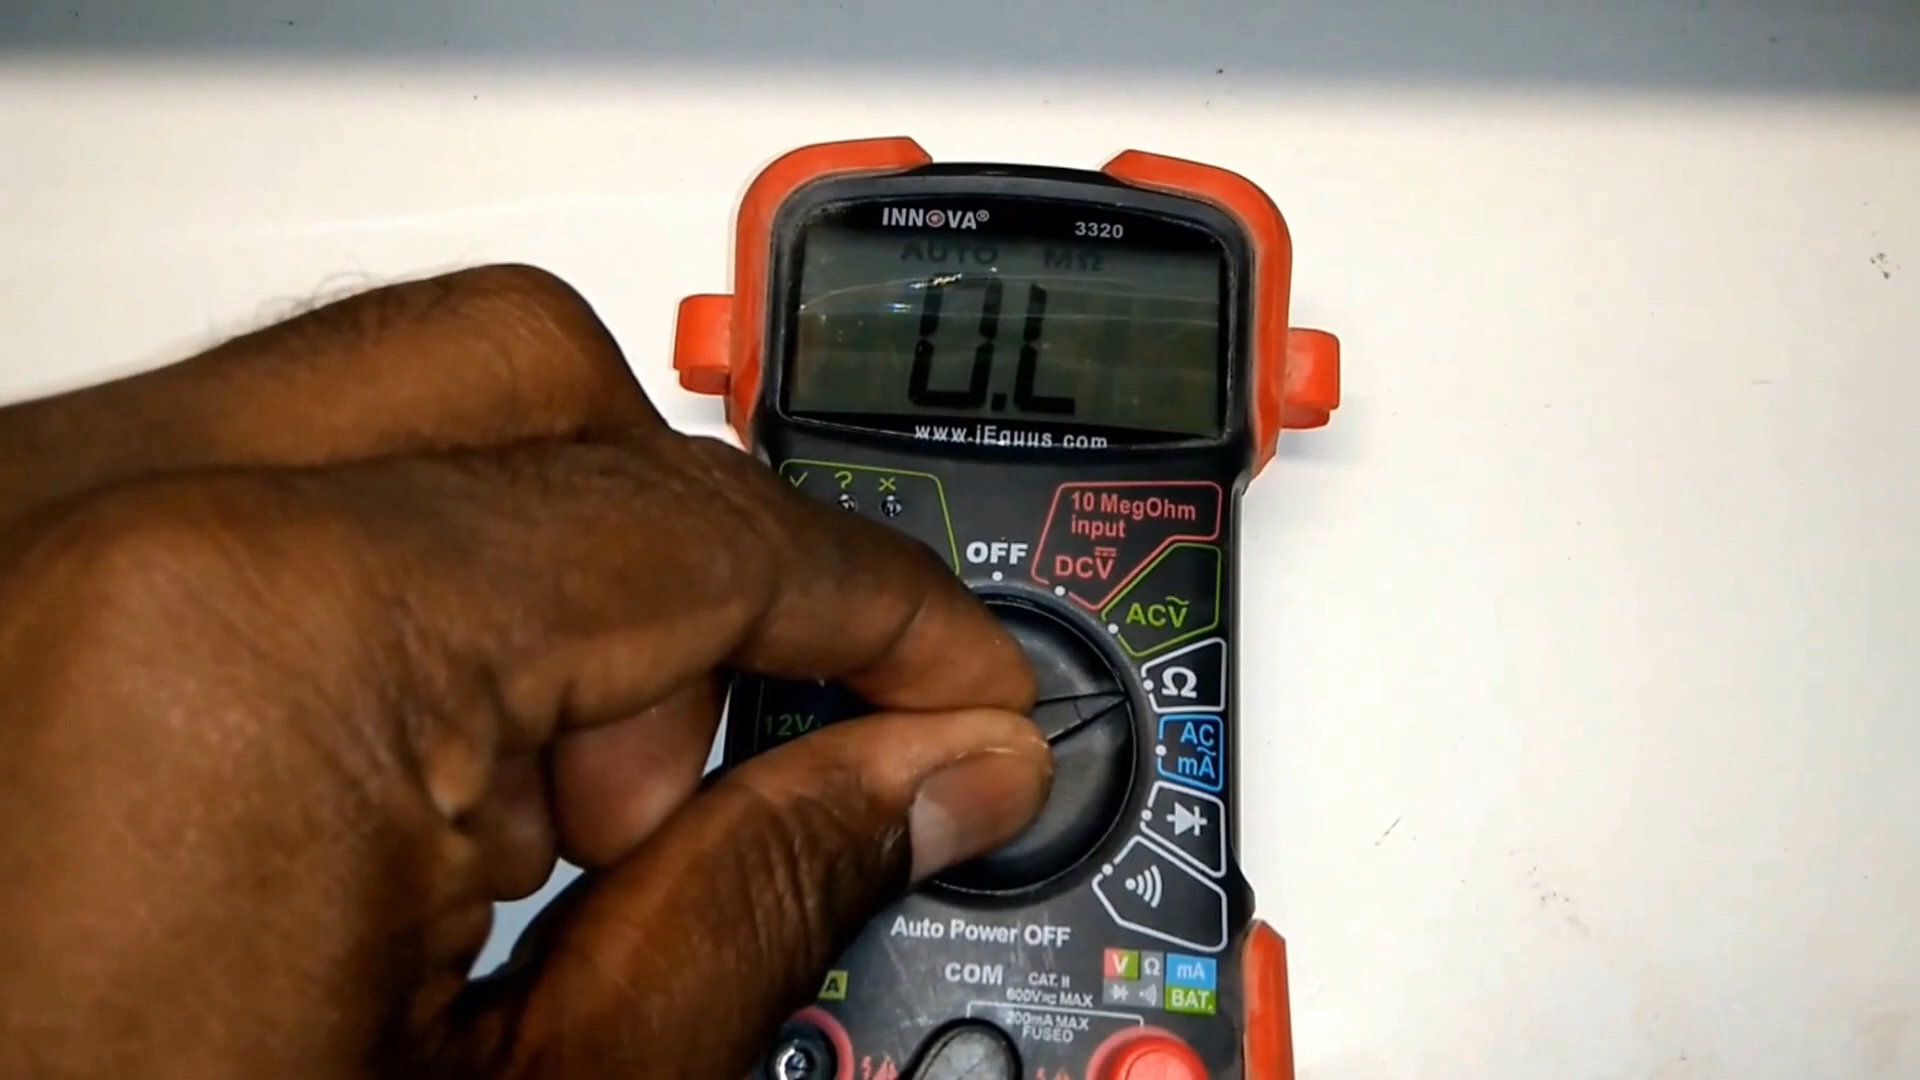 INNOVA® 3320
AUTO MΩ
0.L
www.iEquus.com
✓ ? ×
10 MegOhm
input
OFF
DCV
ACV
Ω
12V
AC
mA
Auto Power OFF
COM
CAT. II
600V MAX
V Ω mA
BAT.
A
200mA MAX
FUSED